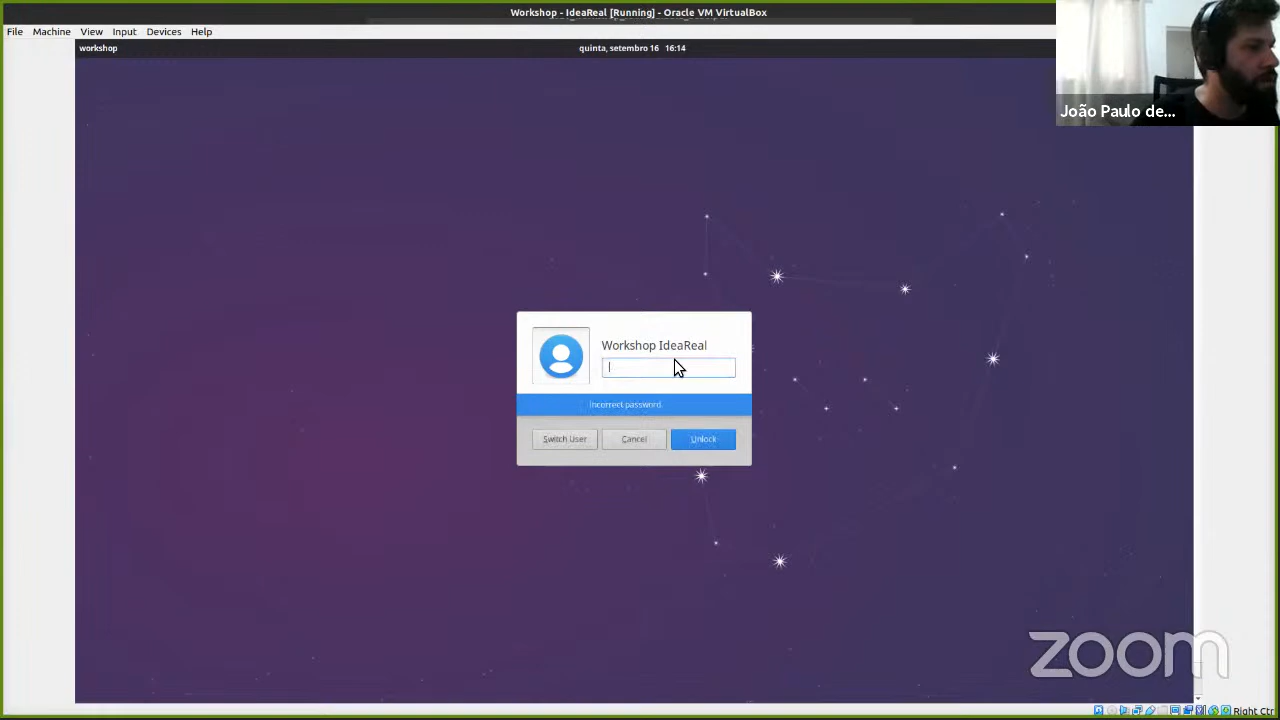 Workshop - IdeaReal [Running] - Oracle VM VirtualBox
File Machine View Input Devices Help
workshop
quinta, setembro 16 16:14
João Paulo de...
Workshop IdeaReal
Incorrect password
Switch User
Cancel
Unlock
zoom
Right Ctr